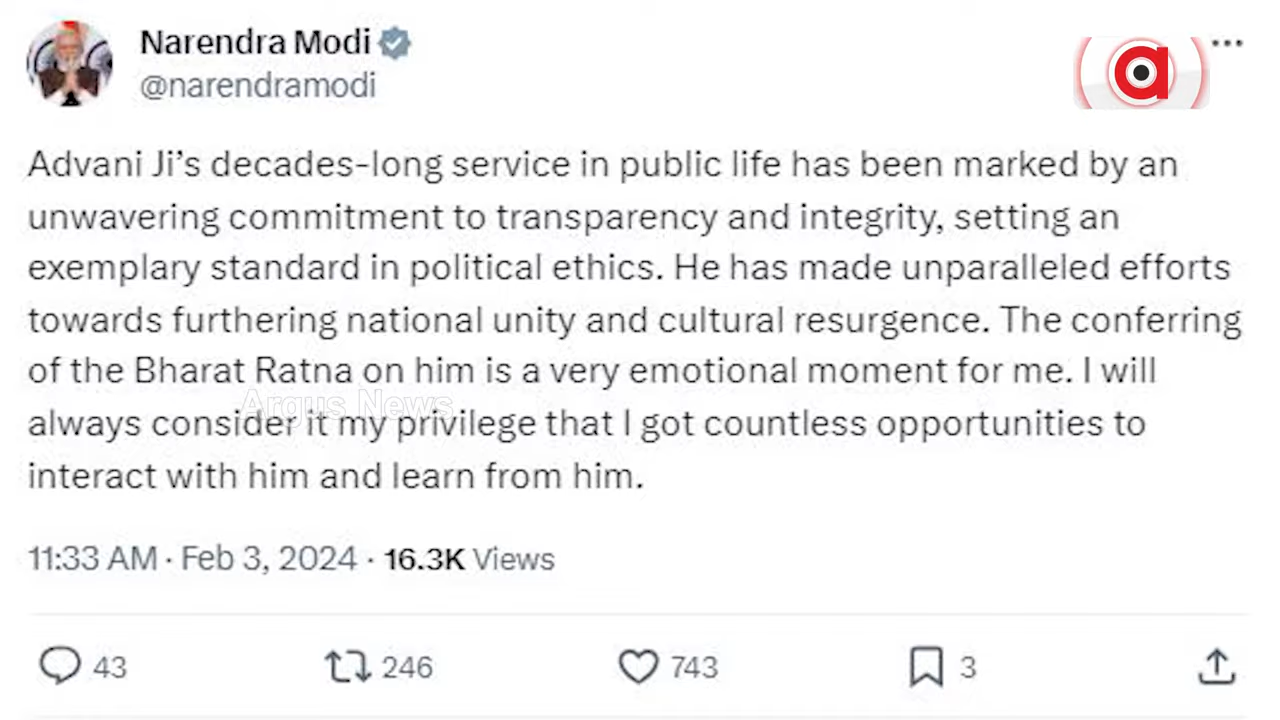 Narendra Modi
@narendramodi
a
Advani Ji’s decades-long service in public life has been marked by an
unwavering commitment to transparency and integrity, setting an
exemplary standard in political ethics. He has made unparalleled efforts
towards furthering national unity and cultural resurgence. The conferring
of the Bharat Ratna on him is a very emotional moment for me. I will
Argus News
always consider it my privilege that I got countless opportunities to
interact with him and learn from him.
11:33 AM · Feb 3, 2024 · 16.3K Views
43 246 743 3